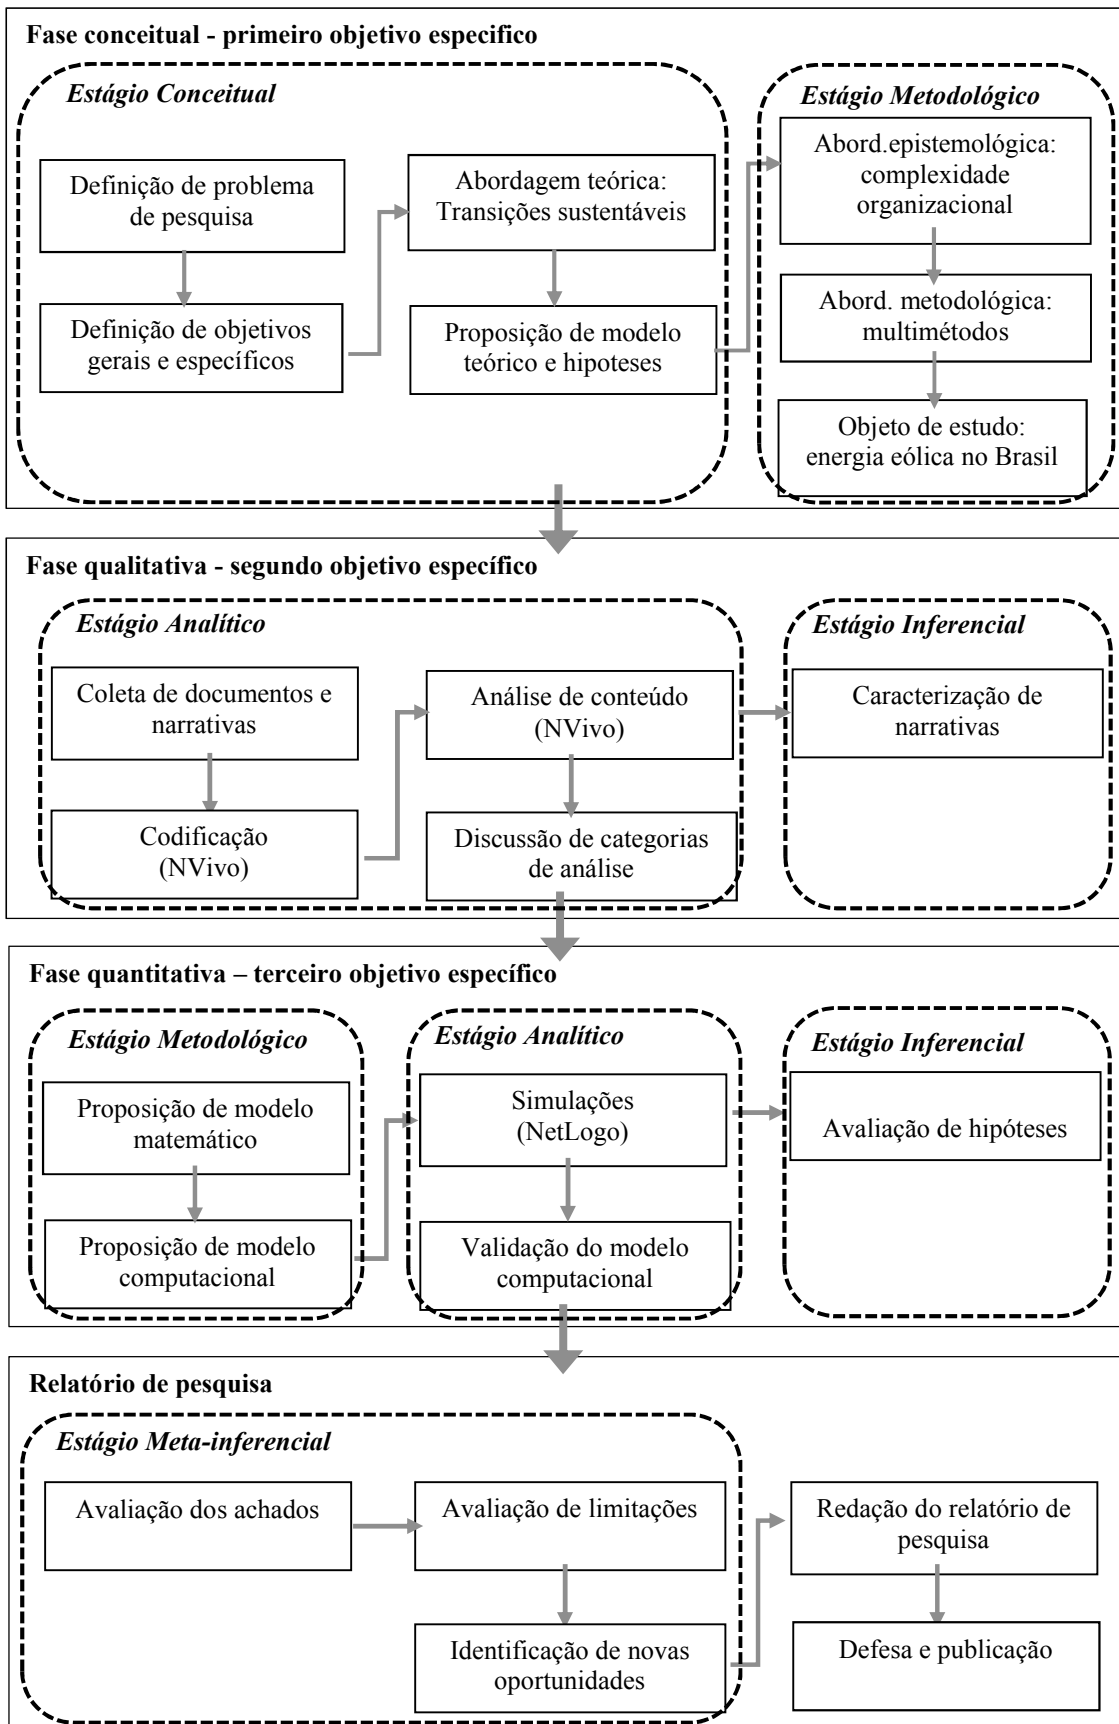 Fase conceitual - primeiro objetivo especifico
Estágio Conceitual
Definição de problema
de pesquisa
Definição de objetivos
gerais e específicos
Abordagem teórica:
Transições sustentáveis
Proposição de modelo
teórico e hipoteses
Estágio Metodológico
Abord.epistemológica:
complexidade
organizacional
Abord. metodológica:
multimétodos
Objeto de estudo:
energia eólica no Brasil
Fase qualitativa - segundo objetivo específico
Estágio Analítico
Coleta de documentos e
narrativas
Codificação
(NVivo)
Análise de conteúdo
(NVivo)
Discussão de categorias
de análise
Estágio Inferencial
Caracterização de
narrativas
Fase quantitativa – terceiro objetivo específico
Estágio Metodológico
Proposição de modelo
matemático
Proposição de modelo
computacional
Estágio Analítico
Simulações
(NetLogo)
Validação do modelo
computacional
Estágio Inferencial
Avaliação de hipóteses
Relatório de pesquisa
Estágio Meta-inferencial
Avaliação dos achados
Avaliação de limitações
Identificação de novas
oportunidades
Redação do relatório de
pesquisa
Defesa e publicação